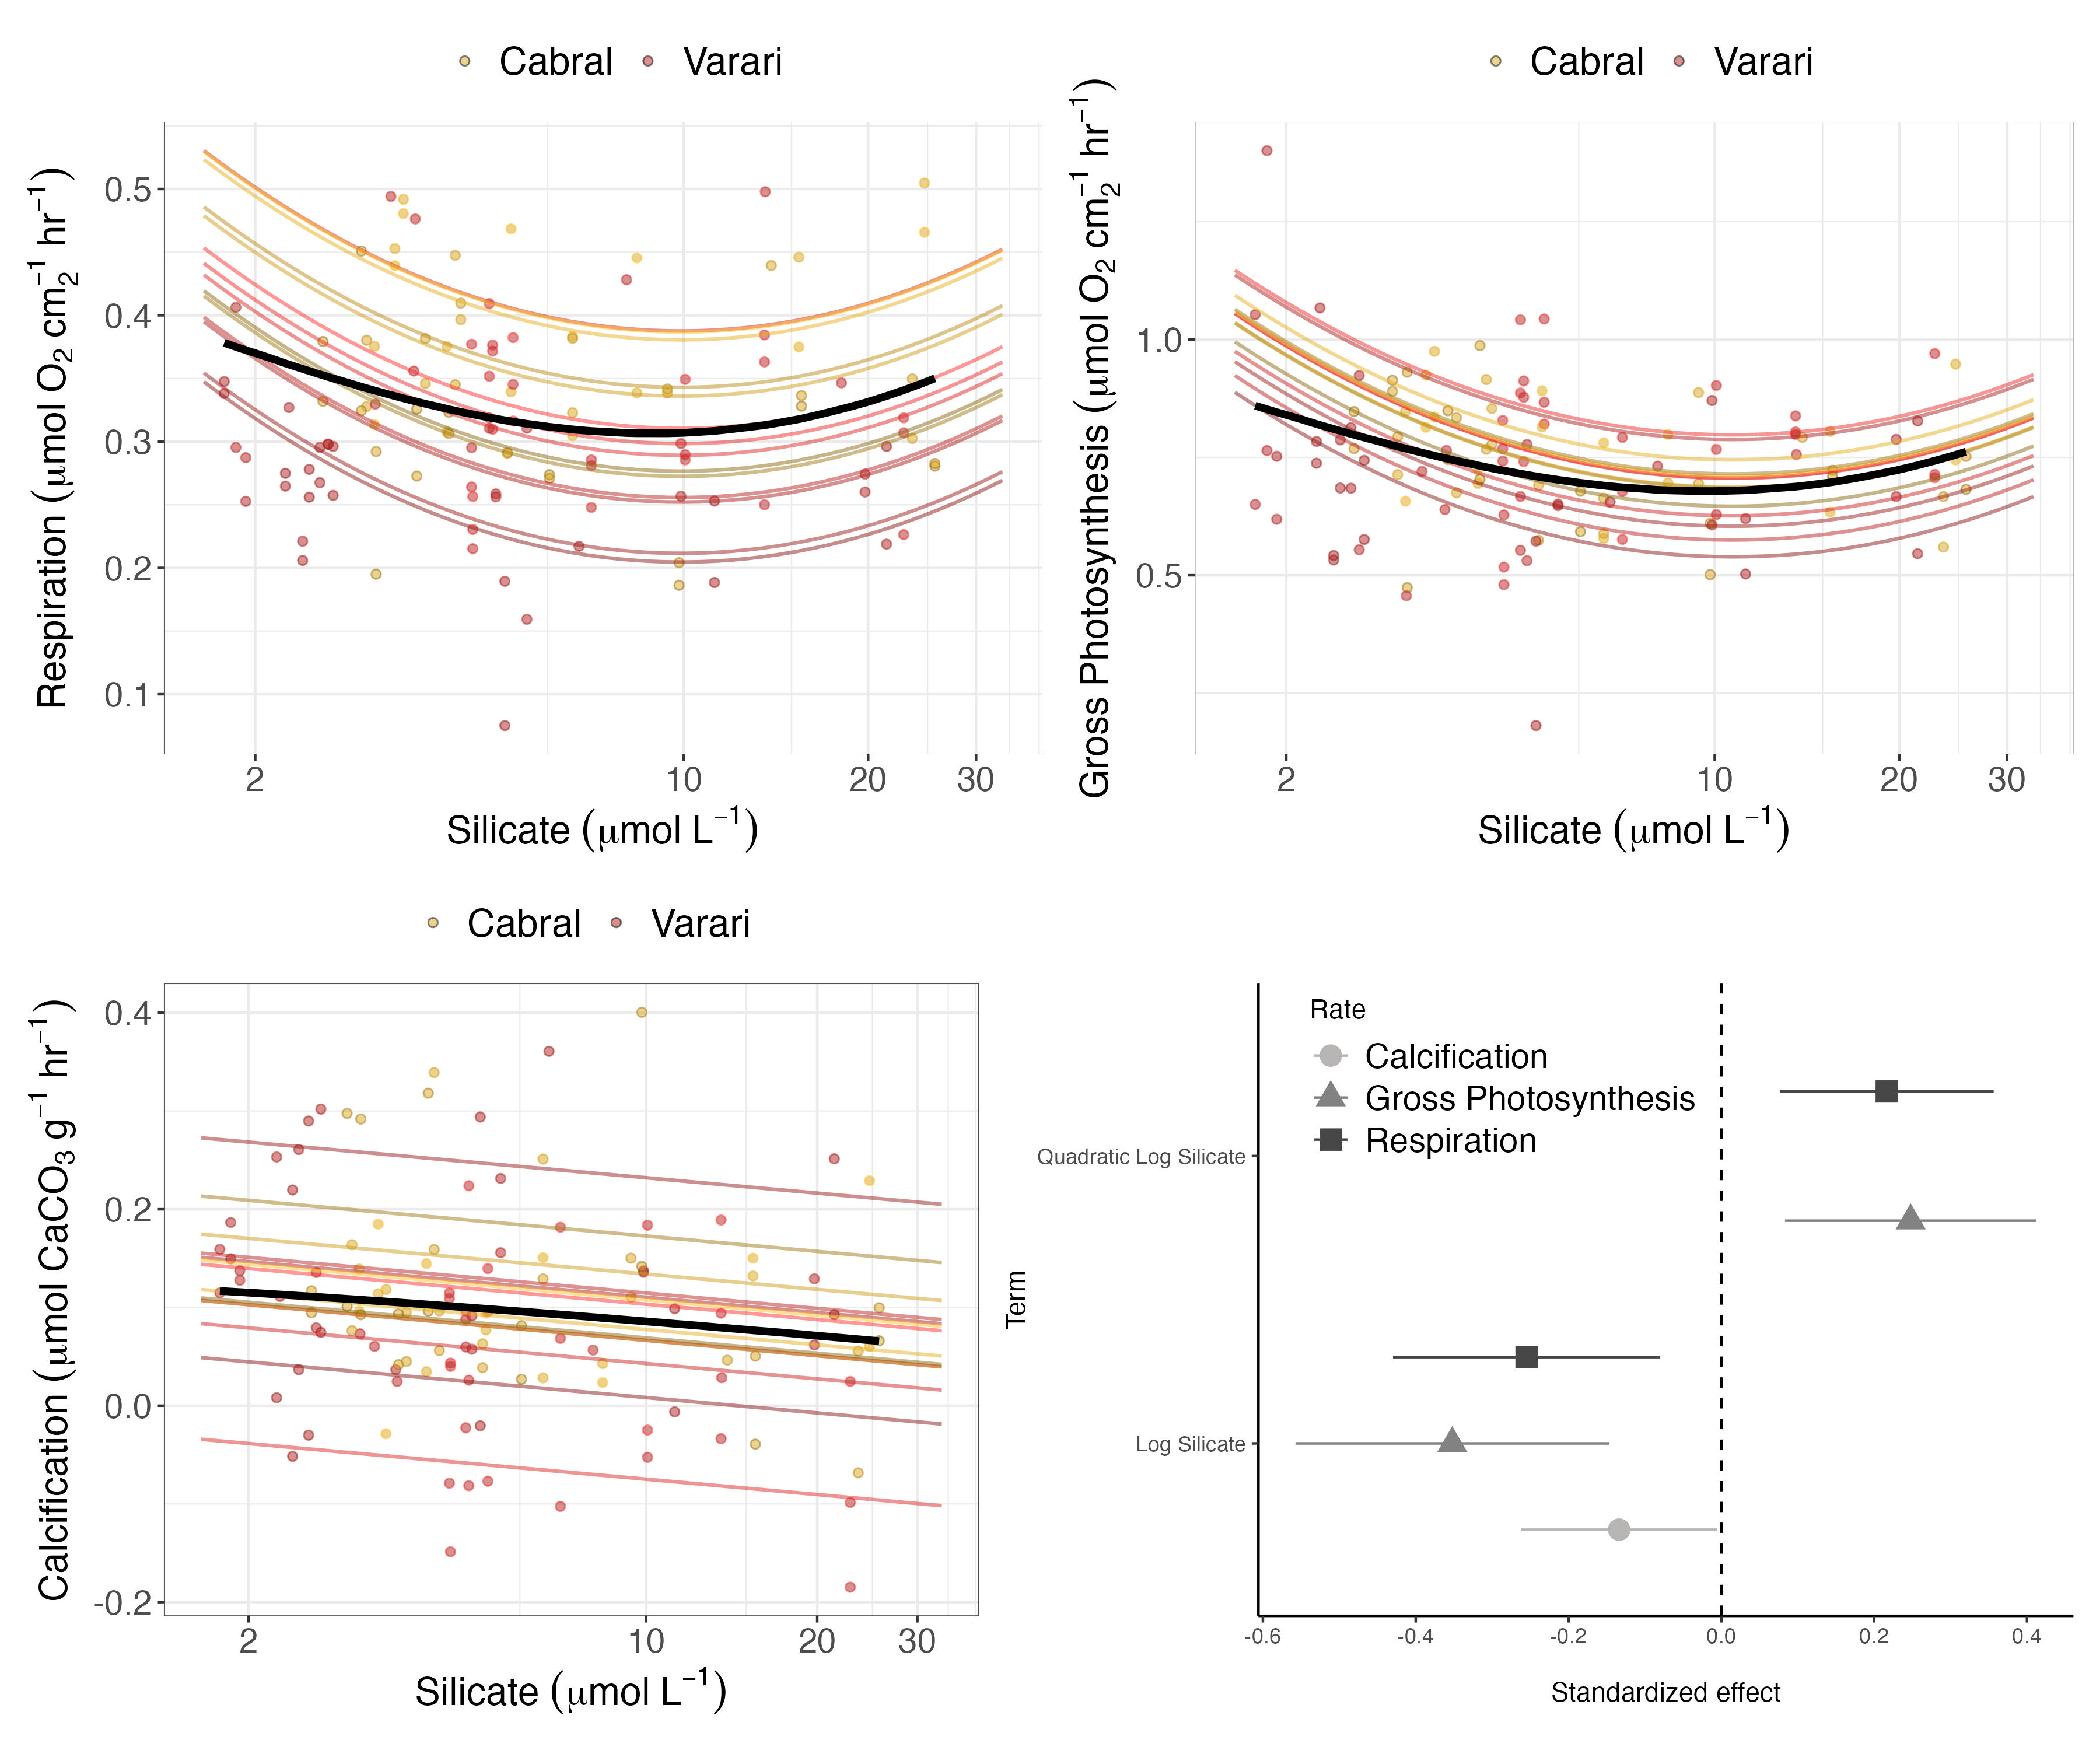 Cabral Varari
Respiration (μmol O₂ cm₂⁻¹ hr⁻¹)
0.5
0.4
0.3
0.2
0.1
2 10 20 30
Silicate (μmol L⁻¹)
Cabral Varari
Gross Photosynthesis (μmol O₂ cm₂⁻¹ hr⁻¹)
1.0
0.5
2 10 20 30
Silicate (μmol L⁻¹)
Cabral Varari
Calcification (μmol CaCO₃ g⁻¹ hr⁻¹)
0.4
0.2
0.0
-0.2
2 10 20 30
Silicate (μmol L⁻¹)
Term
Rate
Calcification
Gross Photosynthesis
Respiration
Quadratic Log Silicate
Log Silicate
-0.6 -0.4 -0.2 0.0 0.2 0.4
Standardized effect